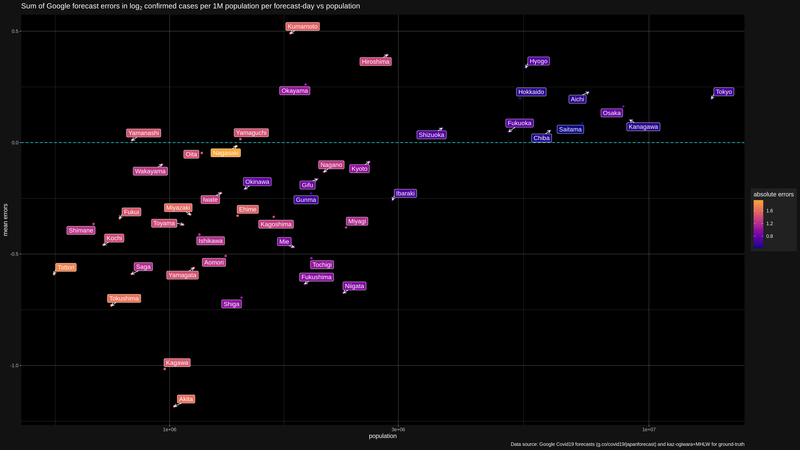 Sum of Google forecast errors in log2 confirmed cases per 1M population per forecast-day vs population
0.5
0.0
-0.5
-1.0
mean errors
Kumamoto
Hiroshima
Hyogo
Okayama
Hokkaido
Aichi
Tokyo
Osaka
Fukuoka
Kanagawa
Saitama
Yamanashi
Yamaguchi
Shizuoka
Chiba
Oita
Nagasaki
Wakayama
Nagano
Kyoto
Okinawa
Gifu
Ibaraki
Iwate
Gunma
Fukui
Miyazaki
Ehime
Toyama
Kagoshima
Miyagi
Shimane
Kochi
Ishikawa
Mie
Tottori
Saga
Aomori
Tochigi
Yamagata
Fukushima
Niigata
Tokushima
Shiga
Kagawa
Akita
absolute errors
1.6
1.2
0.8
1e+06
3e+06
1e+07
population
Data source: Google Covid19 forecasts (g.co/covid19/japanforecast) and kaz-ogiwara+MHLW for ground-truth